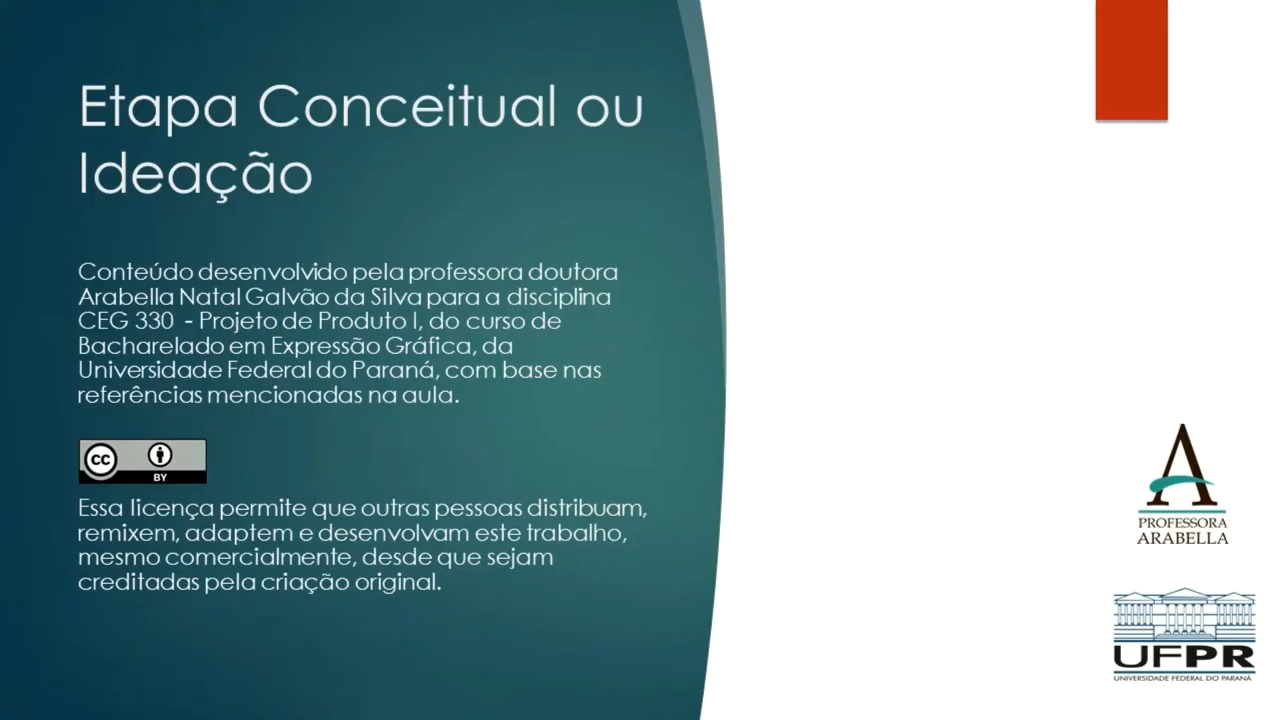 Etapa Conceitual ou
Ideação
Conteúdo desenvolvido pela professora doutora
Arabella Natal Galvão da Silva para a disciplina
CEG 330 - Projeto de Produto I, do curso de
Bacharelado em Expressão Gráfica, da
Universidade Federal do Paraná, com base nas
referências mencionadas na aula.
CC
BY
Essa licença permite que outras pessoas distribuam,
remixem, adaptem e desenvolvam este trabalho,
mesmo comercialmente, desde que sejam
creditadas pela criação original.
A
PROFESSORA
ARABELLA
UFPR
UNIVERSIDADE FEDERAL DO PARANÁ